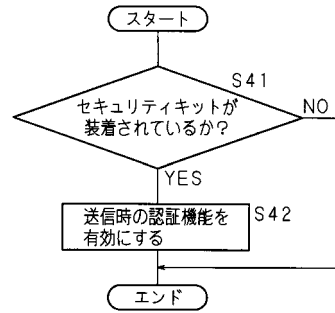 スタート
S41
セキュリティキットが
装着されているか?
NO
YES
送信時の認証機能を
有効にする
S42
エンド